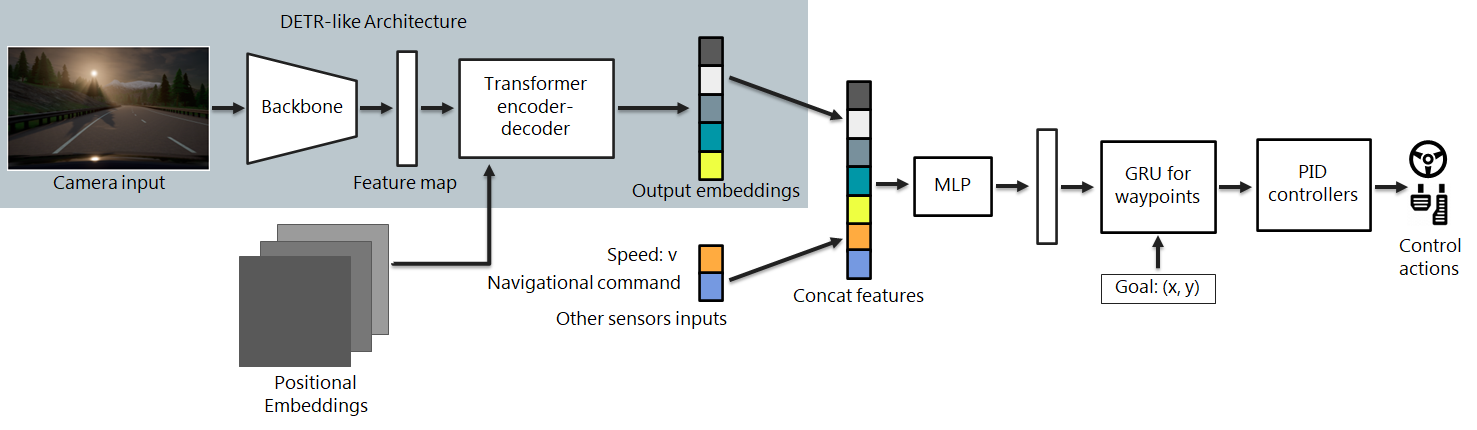 DETR-like Architecture
Backbone
Transformer
encoder-
decoder
Camera input
Feature map
Output embeddings
MLP
GRU for
waypoints
PID
controllers
Control
actions
Speed: v
Navigational command
Other sensors inputs
Concat features
Goal: (x, y)
Positional
Embeddings